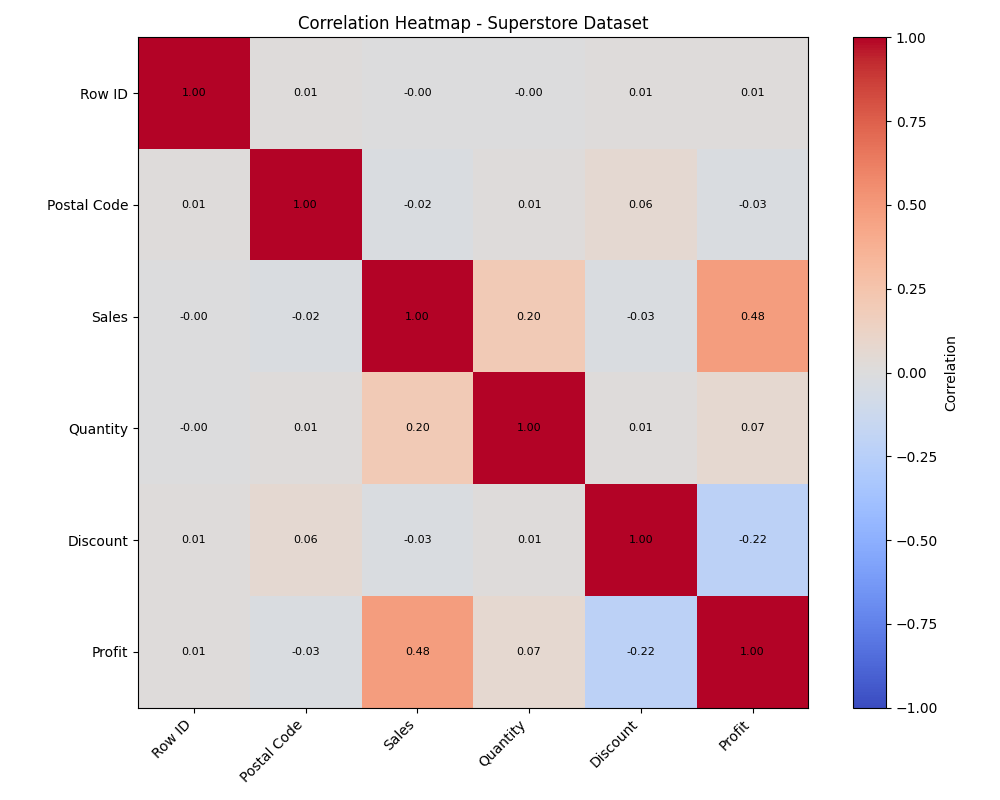 Correlation Heatmap - Superstore Dataset
Row ID 1.00 0.01 -0.00 -0.00 0.01 0.01
Postal Code 0.01 1.00 -0.02 0.01 0.06 -0.03
Sales -0.00 -0.02 1.00 0.20 -0.03 0.48
Quantity -0.00 0.01 0.20 1.00 0.01 0.07
Discount 0.01 0.06 -0.03 0.01 1.00 -0.22
Profit 0.01 -0.03 0.48 0.07 -0.22 1.00
Row ID Postal Code Sales Quantity Discount Profit
1.00
0.75
0.50
0.25
0.00
−0.25
−0.50
−0.75
−1.00
Correlation